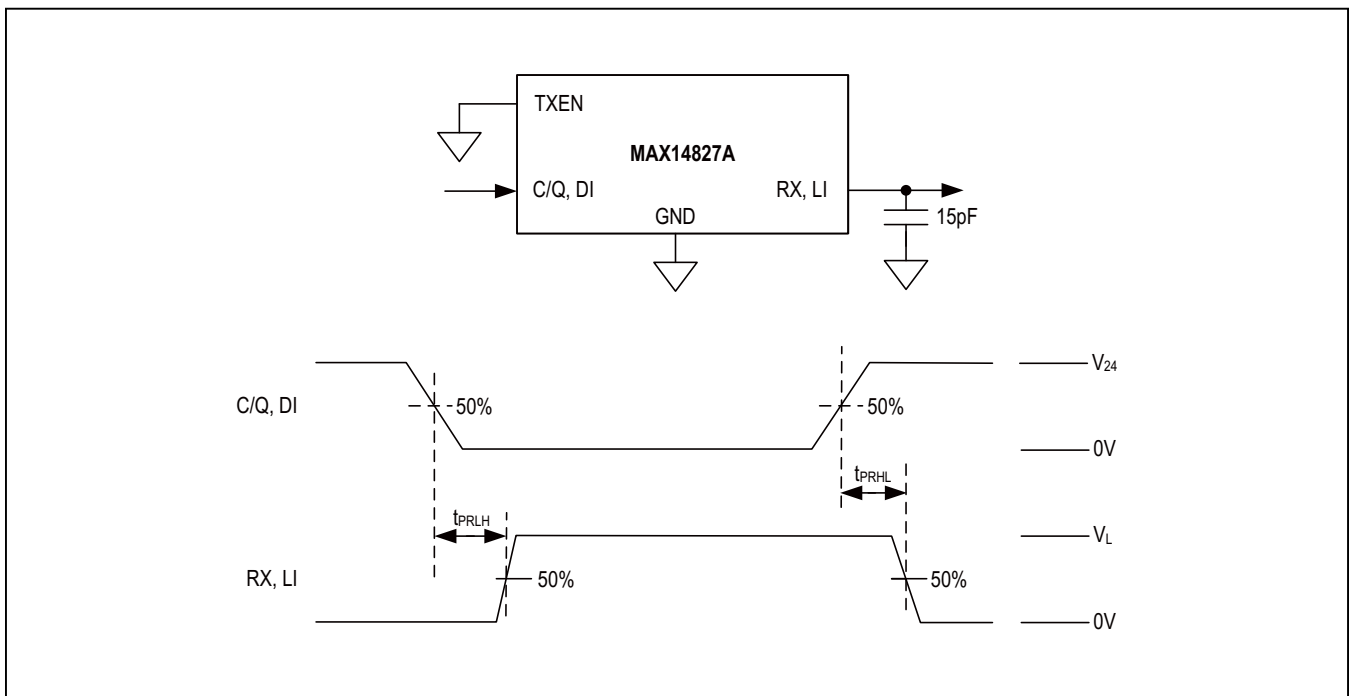 TXEN
MAX14827A
C/Q, DI
RX, LI
GND
15pF
V24
C/Q, DI
50%
50%
0V
tPRHL
tPRLH
VL
RX, LI
50%
50%
0V